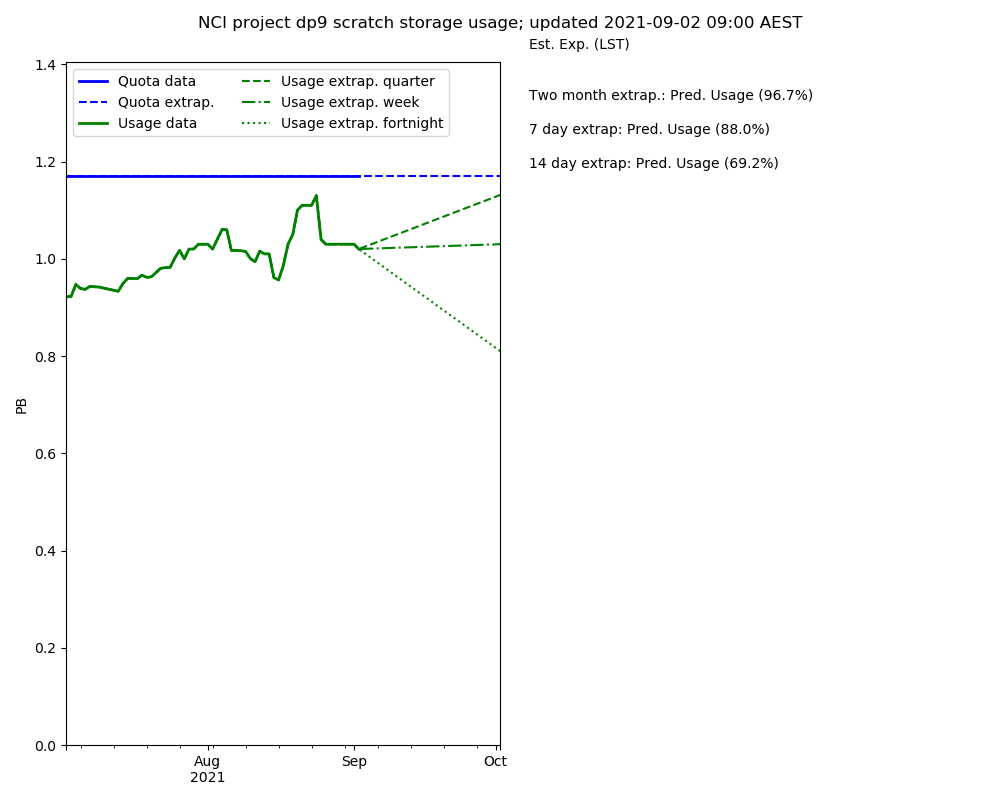 NCI project dp9 scratch storage usage; updated 2021-09-02 09:00 AEST
Est. Exp. (LST)
Two month extrap.: Pred. Usage (96.7%)
7 day extrap: Pred. Usage (88.0%)
14 day extrap: Pred. Usage (69.2%)
Quota data
Quota extrap.
Usage data
Usage extrap. quarter
Usage extrap. week
Usage extrap. fortnight
PB
1.4
1.2
1.0
0.8
0.6
0.4
0.2
0.0
Aug
2021
Sep
Oct